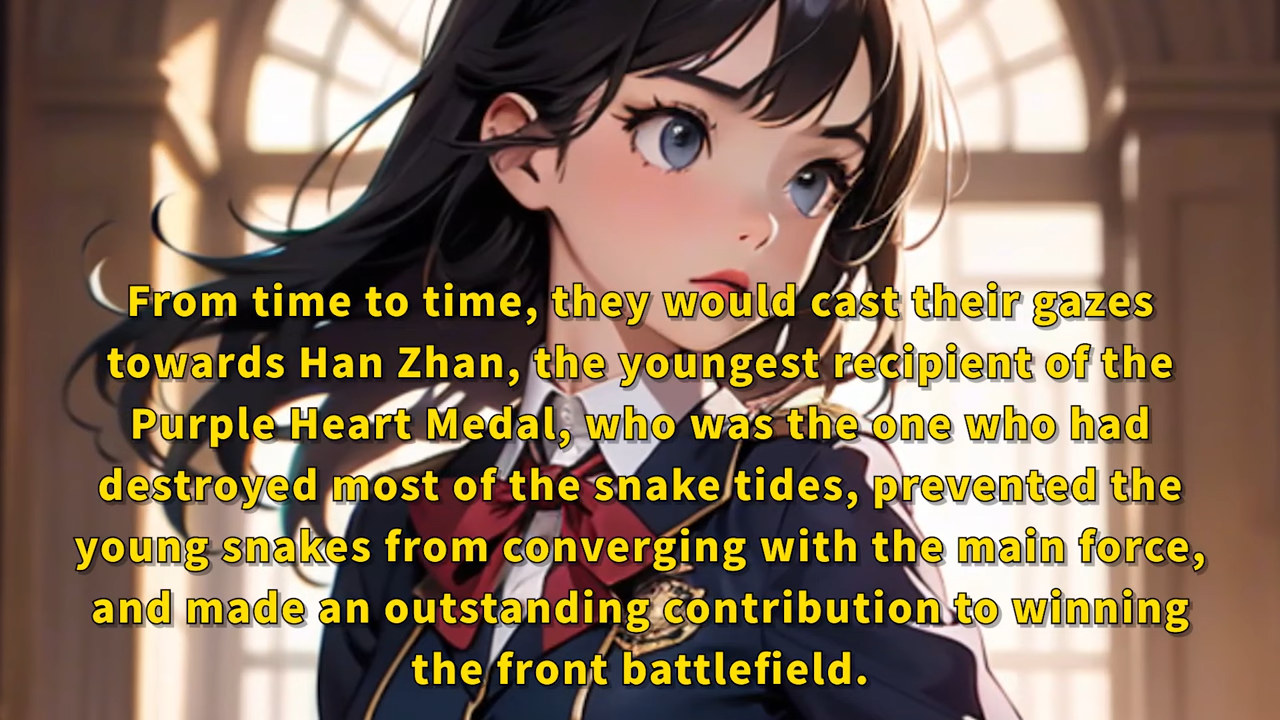 From time to time, they would cast their gazes
towards Han Zhan, the youngest recipient of the
Purple Heart Medal, who was the one who had
destroyed most of the snake tides, prevented the
young snakes from converging with the main force,
and made an outstanding contribution to winning
the front battlefield.